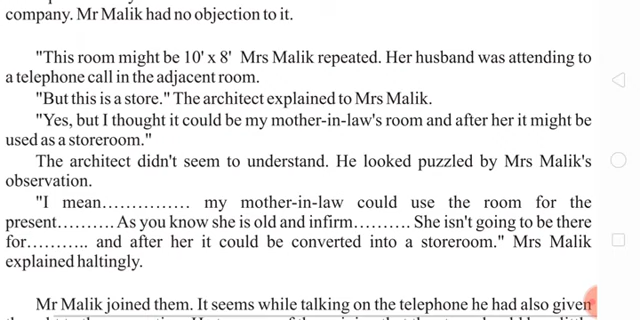 company. Mr Malik had no objection to it.
"This room might be 10' x 8' Mrs Malik repeated. Her husband was attending to
a telephone call in the adjacent room.
"But this is a store." The architect explained to Mrs Malik.
"Yes, but I thought it could be my mother-in-law's room and after her it might be
used as a storeroom."
The architect didn't seem to understand. He looked puzzled by Mrs Malik's
observation.
"I mean…………… my mother-in-law could use the room for the
present………. As you know she is old and infirm………. She isn't going to be there
for……….. and after her it could be converted into a storeroom." Mrs Malik
explained haltingly.
Mr Malik joined them. It seems while talking on the telephone he had also given